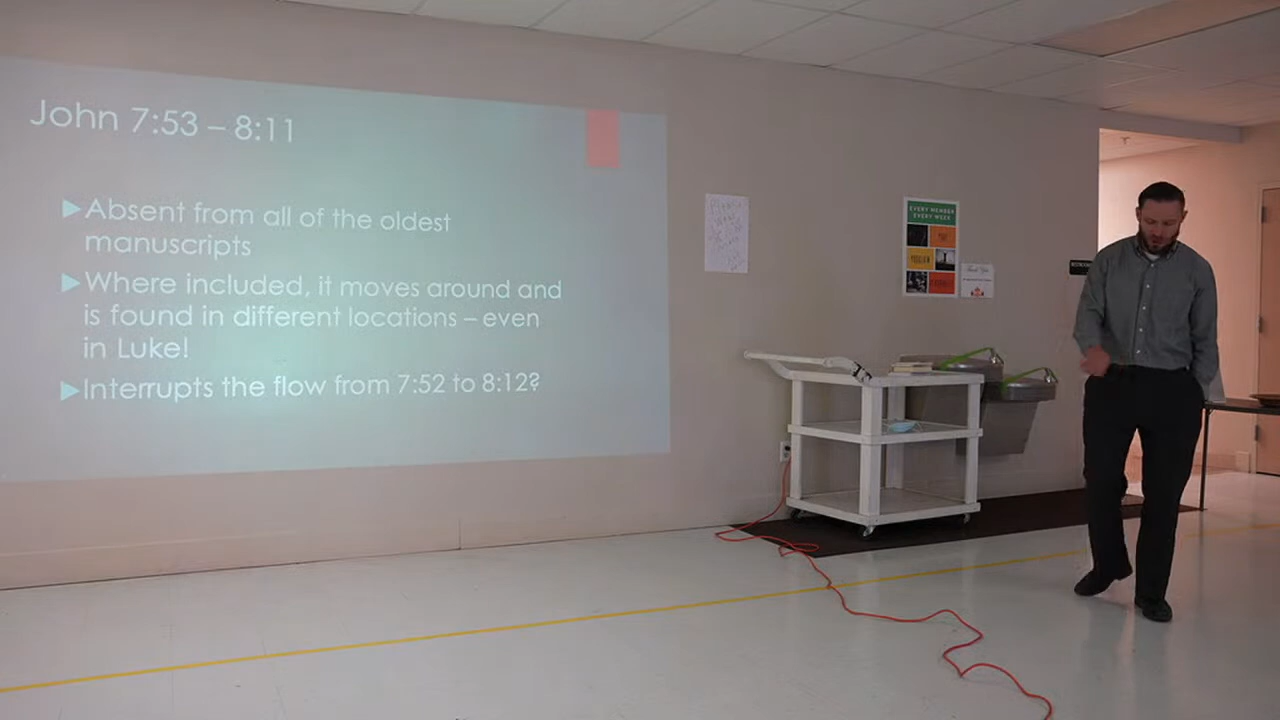 John 7:53 – 8:11
Absent from all of the oldest
manuscripts
Where included, it moves around and
is found in different locations – even
in Luke!
Interrupts the flow from 7:52 to 8:12?
EVERY MEMBER
EVERY WEEK
Thank You